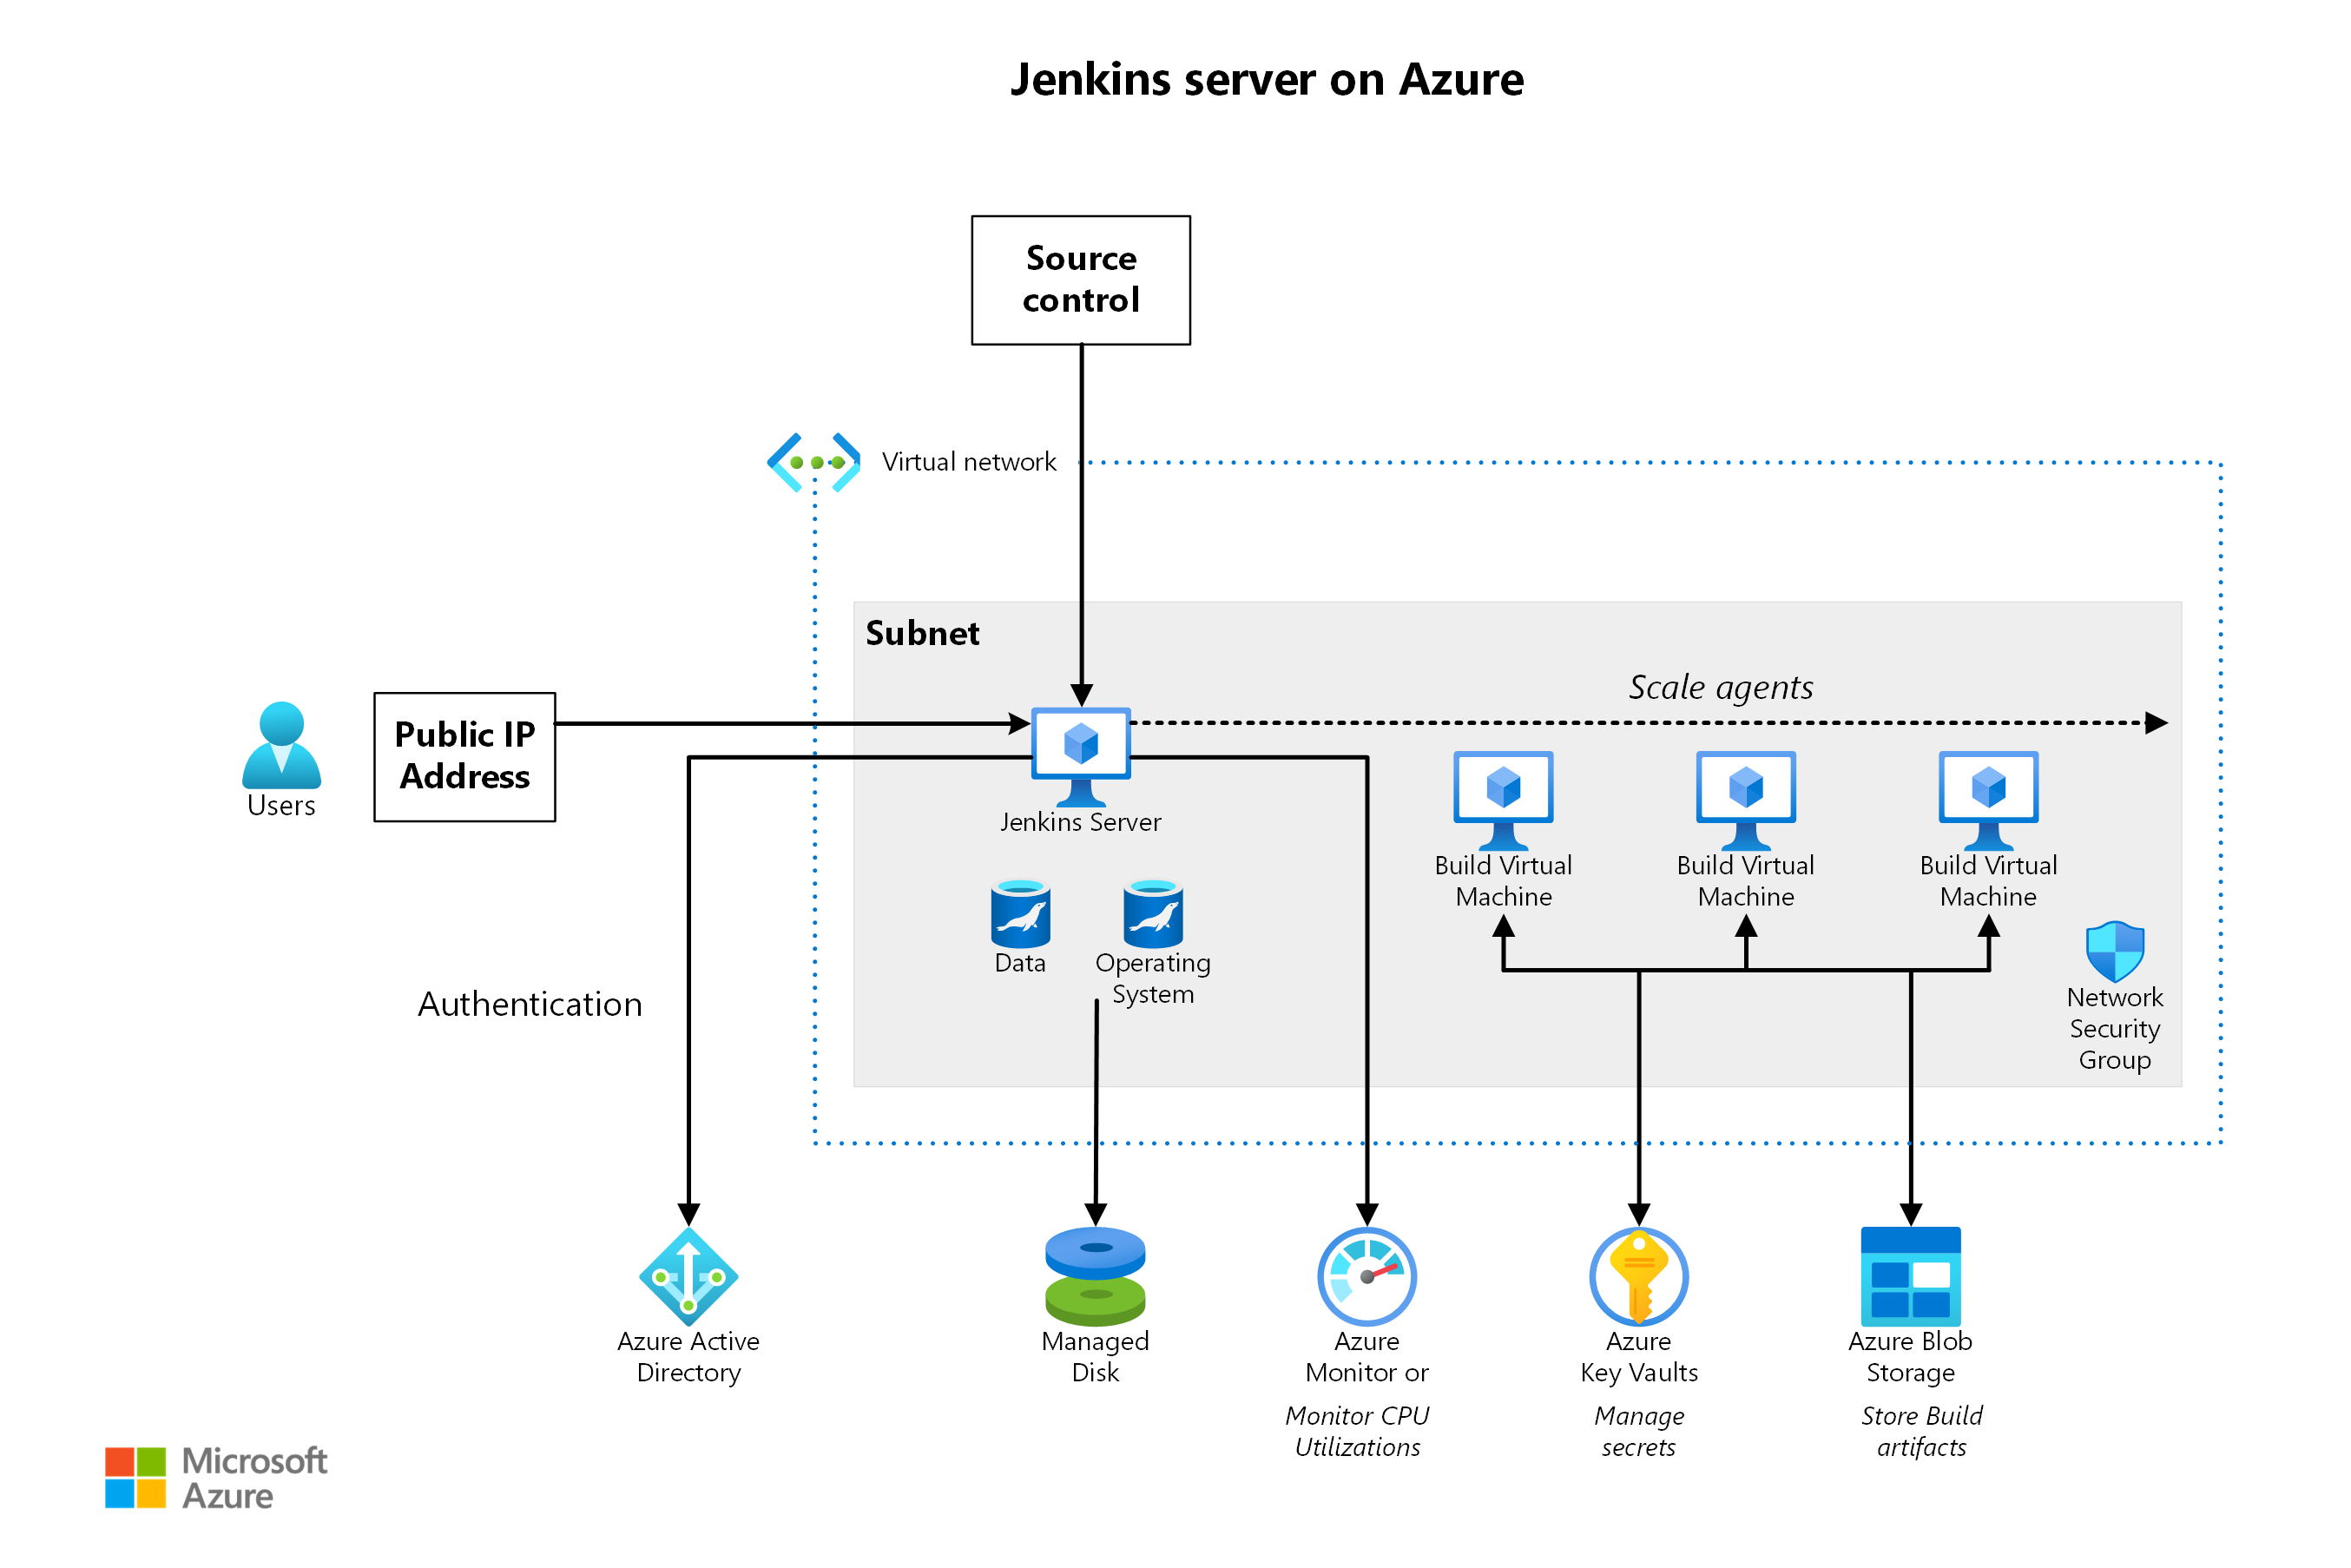 Jenkins server on Azure
Source
control
Virtual network
Subnet
Scale agents
Users
Public IP
Address
Jenkins Server
Build Virtual
Machine
Build Virtual
Machine
Build Virtual
Machine
Data
Operating
System
Network
Security
Group
Authentication
Azure Active
Directory
Managed
Disk
Azure
Monitor or
Monitor CPU
Utilizations
Azure
Key Vaults
Manage
secrets
Azure Blob
Storage
Store Build
artifacts
Microsoft
Azure